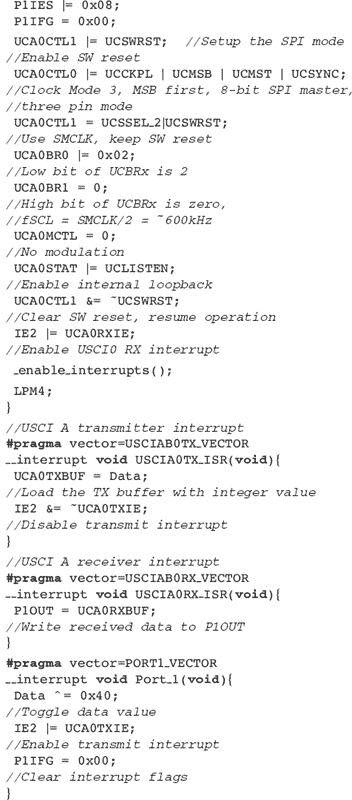 P1IES |= 0x08;
P1IFG = 0x00;
UCA0CTL1 |= UCSWRST; //Setup the SPI mode
//Enable SW reset
UCA0CTL0 |= UCCKPL | UCMSB | UCMST | UCSYNC;
//Clock Mode 3, MSB first, 8-bit SPI master,
//three pin mode
UCA0CTL1 = UCSSEL_2|UCSWRST;
//Use SMCLK, keep SW reset
UCA0BR0 |= 0x02;
//Low bit of UCBRx is 2
UCA0BR1 = 0;
//High bit of UCBRx is zero,
//fSCL = SMCLK/2 = ~600kHz
UCA0MCTL = 0;
//No modulation
UCA0STAT |= UCLISTEN;
//Enable internal loopback
UCA0CTL1 &= ~UCSWRST;
//Clear SW reset, resume operation
IE2 |= UCA0RXIE;
//Enable USCI0 RX interrupt
_enable_interrupts();
LPM4;
}
//USCI A transmitter interrupt
#pragma vector=USCIAB0TX_VECTOR
__interrupt void USCIA0TX_ISR(void){
UCA0TXBUF = Data;
//Load the TX buffer with integer value
IE2 &= ~UCA0TXIE;
//Disable transmit interrupt
}
//USCI A receiver interrupt
#pragma vector=USCIAB0RX_VECTOR
__interrupt void USCIA0RX_ISR(void){
P1OUT = UCA0RXBUF;
//Write received data to P1OUT
}
#pragma vector=PORT1_VECTOR
__interrupt void Port_1(void){
Data ^= 0x40;
//Toggle data value
IE2 |= UCA0TXIE;
//Enable transmit interrupt
P1IFG = 0x00;
//Clear interrupt flags
}